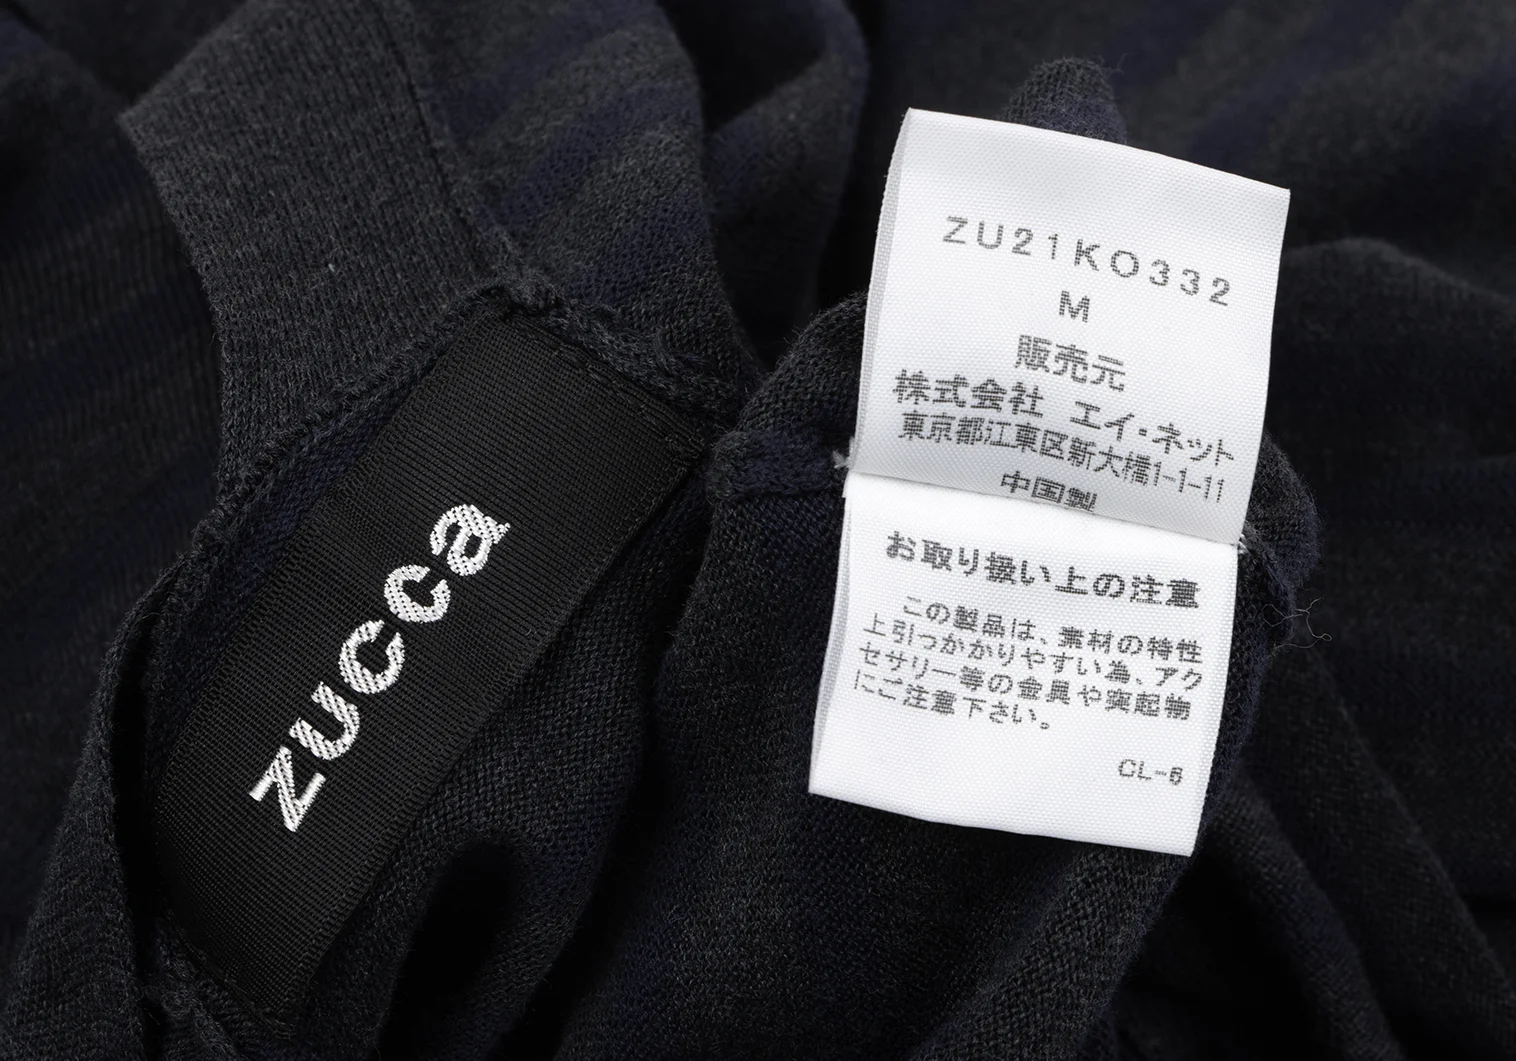 zucca
ZU21KO332
M
販売元
株式会社 エイ・ネット
東京都江東区新大橋1-1-11
中国製
お取り扱い上の注意
この製品は、素材の特性
上引っかかりやすい為、アク
セサリー等の金具や突起物
にご注意下さい。
CL-6